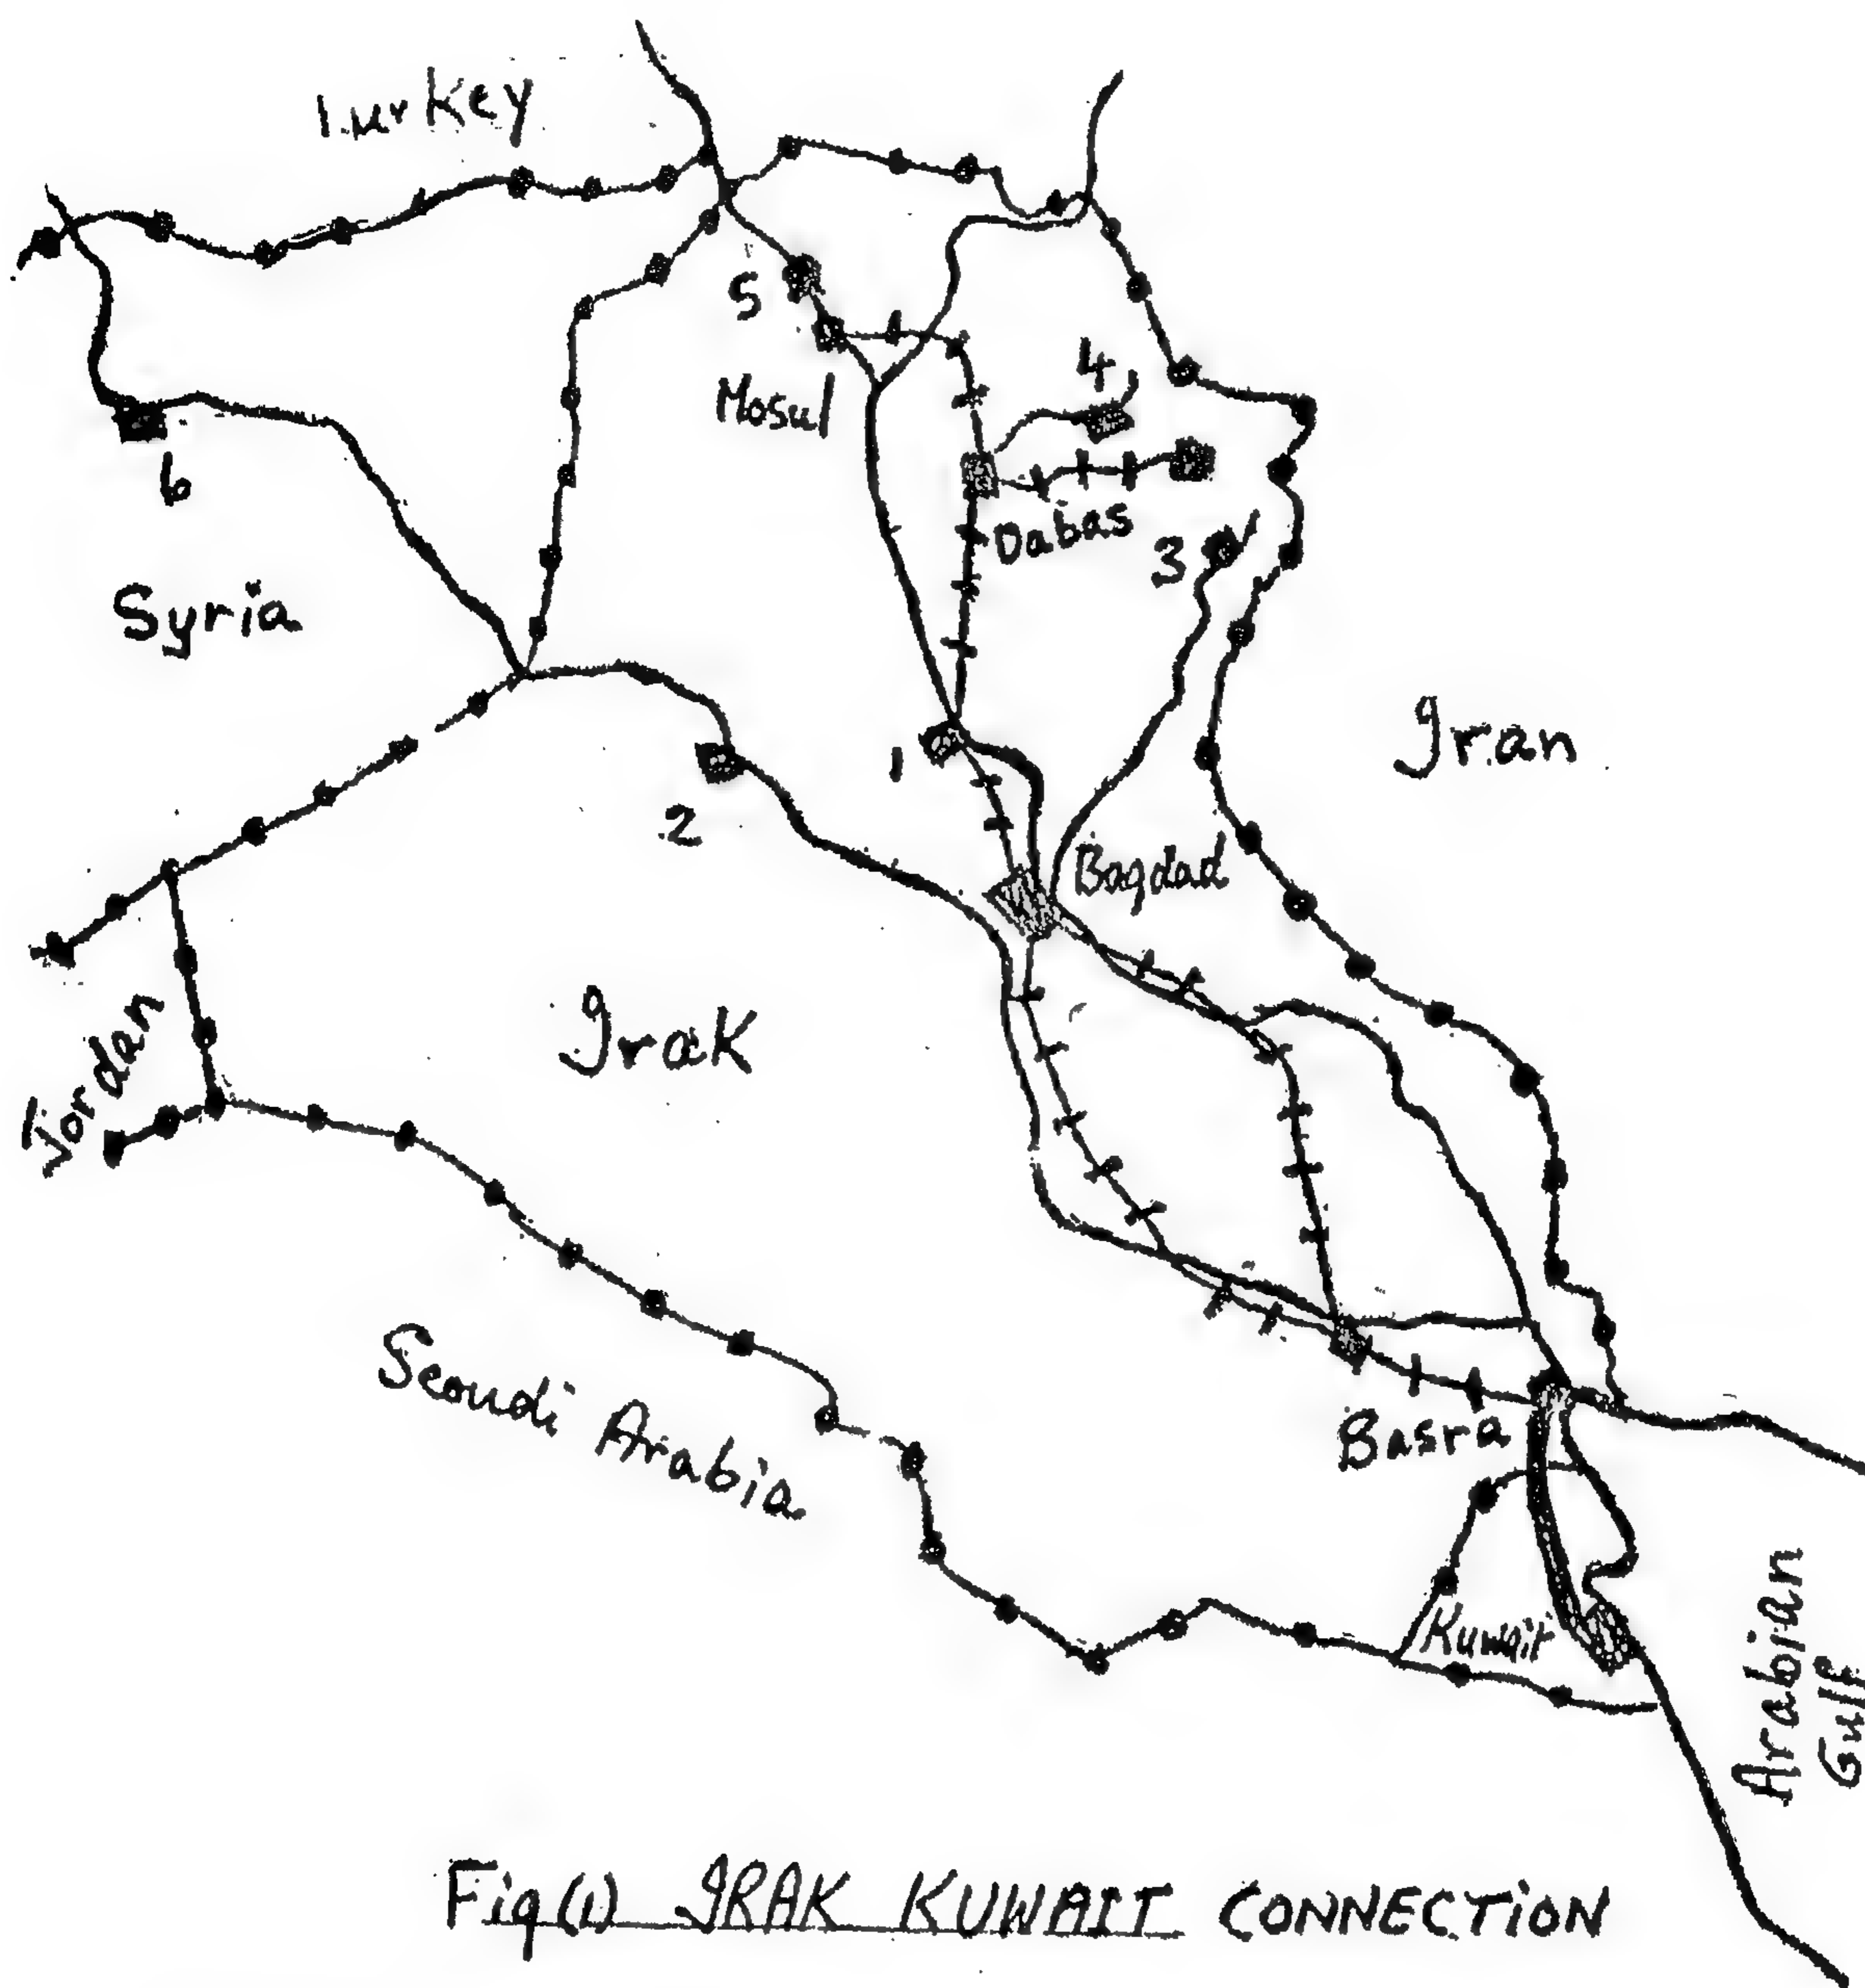 Turkey
5
Mosul
4
6
Dabas
3
Syria
Iran
1
2
Bagdad
Irak
Jordan
Seoudi Arabia
Basra
Kuwait
Arabian
Gulf
Fig(1) IRAK KUWAIT CONNECTION